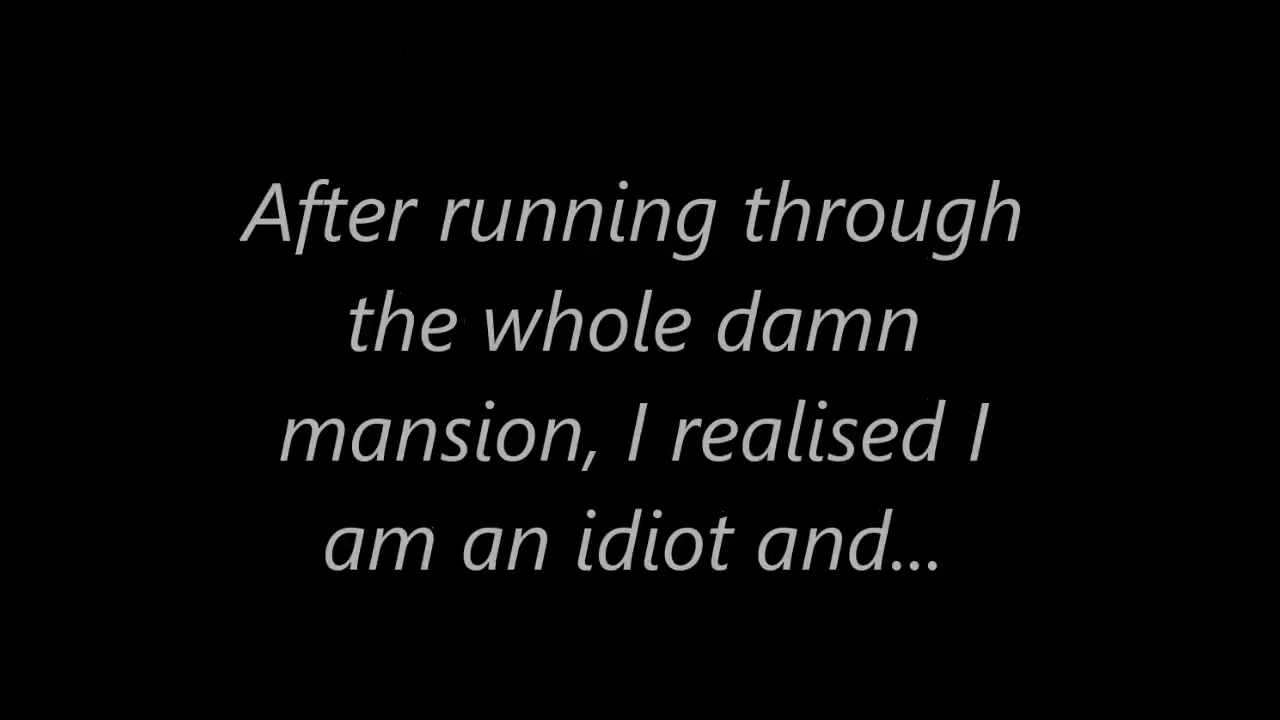 After running through
the whole damn
mansion, I realised I
am an idiot and...